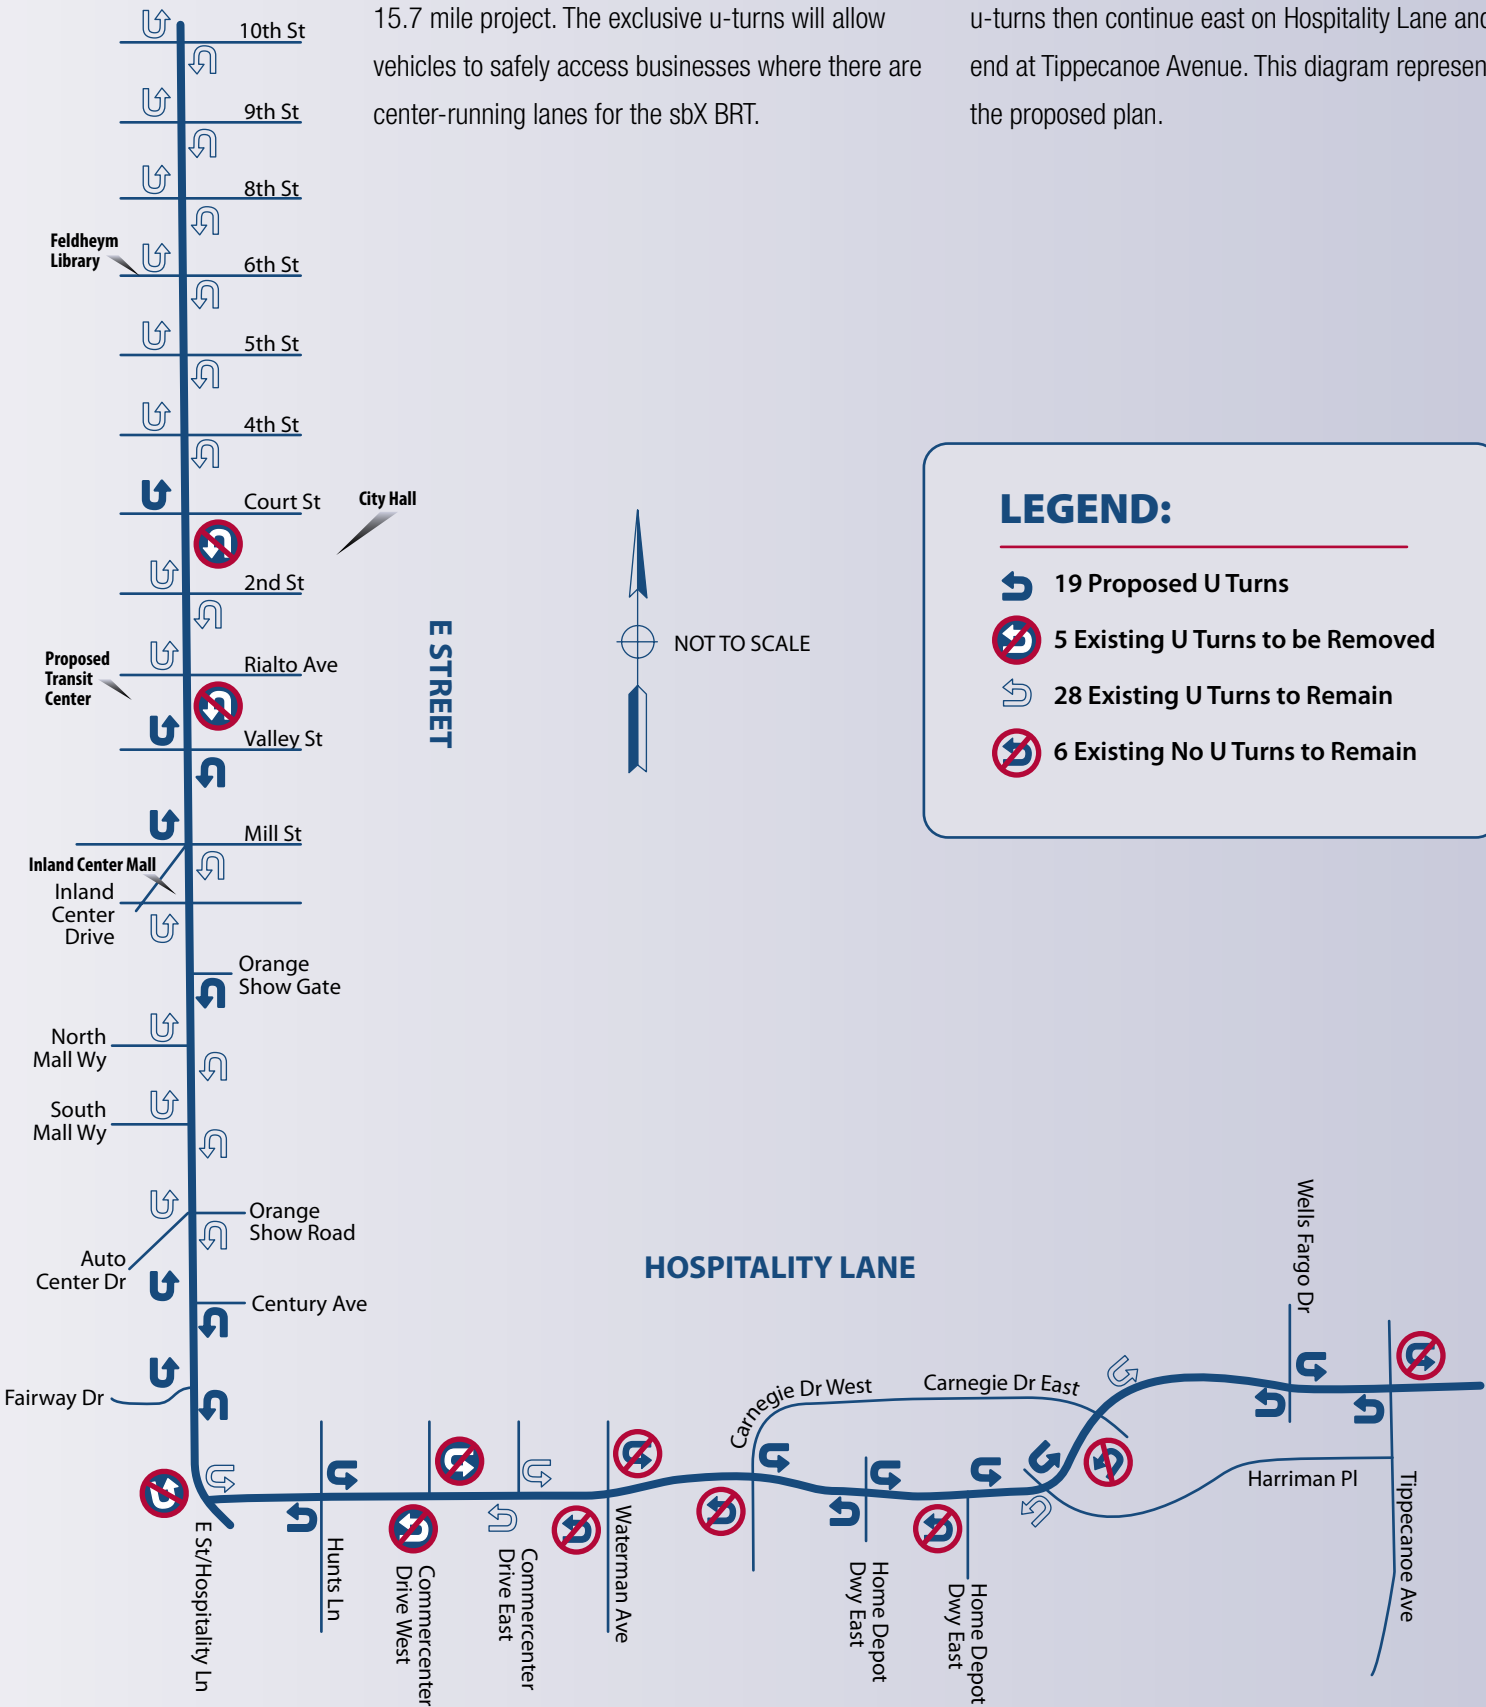 15.7 mile project. The exclusive u-turns will allow
vehicles to safely access businesses where there are
center-running lanes for the sbX BRT.
u-turns then continue east on Hospitality Lane and
end at Tippecanoe Avenue. This diagram represen
the proposed plan.
10th St
9th St
8th St
Feldheym
Library
6th St
5th St
4th St
Court St
City Hall
2nd St
E STREET
NOT TO SCALE
Proposed
Transit
Center
Rialto Ave
Valley St
Mill St
Inland Center Mall
Inland
Center
Drive
Orange
Show Gate
North
Mall Wy
South
Mall Wy
Orange
Show Road
Auto
Center Dr
Century Ave
Fairway Dr
LEGEND:
19 Proposed U Turns
5 Existing U Turns to be Removed
28 Existing U Turns to Remain
6 Existing No U Turns to Remain
HOSPITALITY LANE
E St/Hospitality Ln
Hunts Ln
Commercenter
Drive West
Commercenter
Drive East
Waterman Ave
Carnegie Dr West
Carnegie Dr East
Home Depot
Dwy East
Home Depot
Dwy East
Wells Fargo Dr
Harriman Pl
Tippecanoe Ave